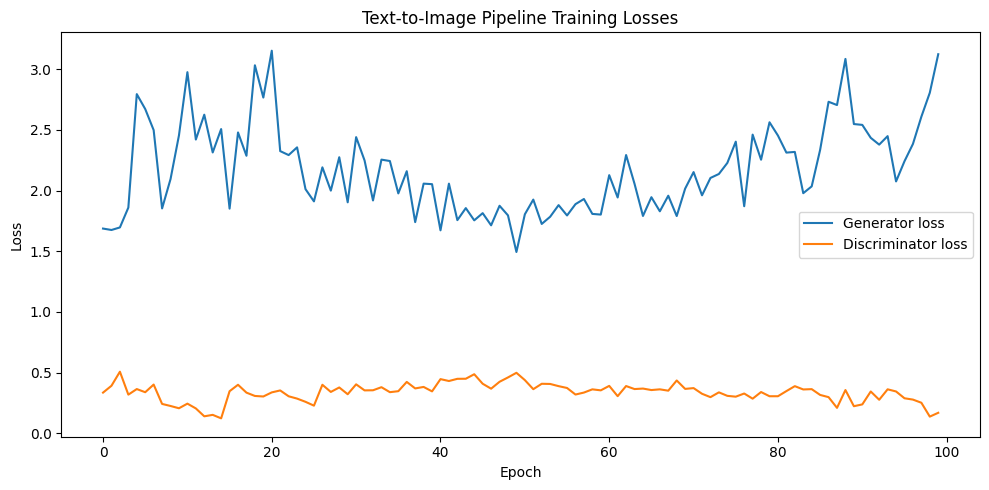 Text-to-Image Pipeline Training Losses
3.0
2.5
2.0
1.5
1.0
0.5
0.0
Loss
Generator loss
Discriminator loss
0
20
40
60
80
100
Epoch